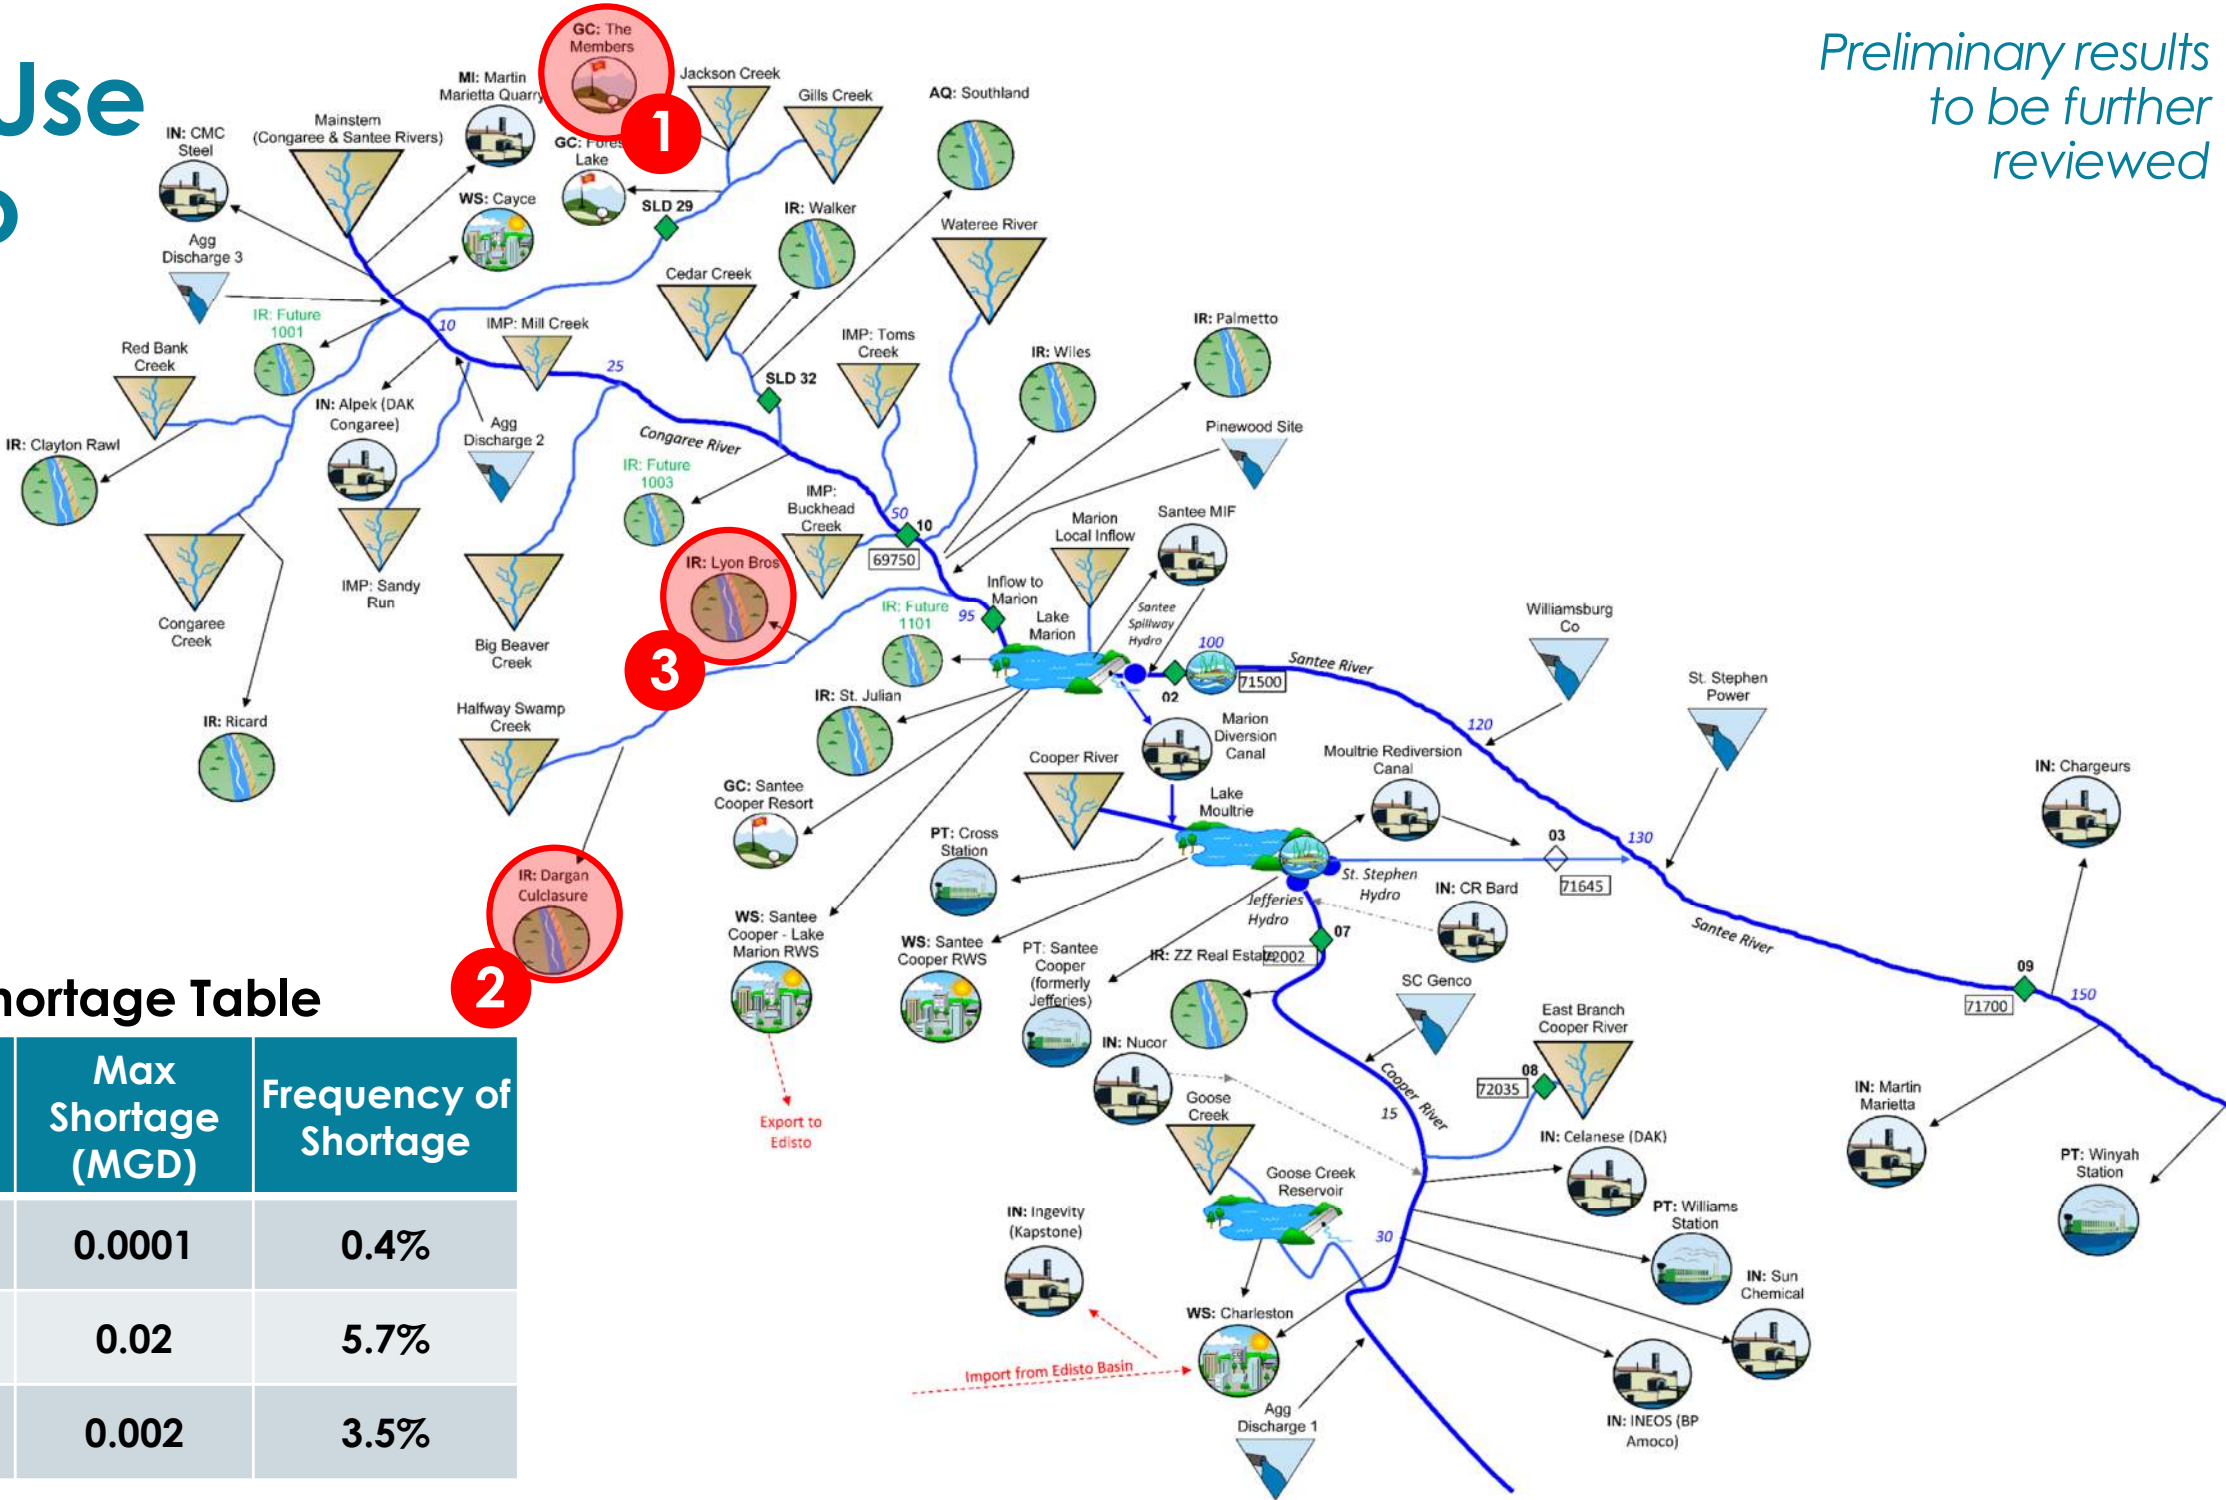 Use
Preliminary results
to be further
reviewed
GC: The
Members
1
MI: Martin
Marietta Quarry
Jackson Creek
Gills Creek
AQ: Southland
Mainstem
(Congaree & Santee Rivers)
IN: CMC
Steel
GC: Fores
Lake
WS: Cayce
SLD 29
IR: Walker
Wateree River
Agg
Discharge 3
Cedar Creek
IR: Future
1001
10
IMP: Mill Creek
IMP: Toms
Creek
IR: Palmetto
Red Bank
Creek
25
SLD 32
IR: Wiles
IN: Alpek (DAK
Congaree)
Agg
Discharge 2
Congaree River
Pinewood Site
IR: Clayton Rawl
IR: Future
1003
IMP:
Buckhead
Creek
50
10
69750
Marion
Local Inflow
Santee MIF
IR: Lyon Bros
IMP: Sandy
Run
Inflow to
Marion
IR: Future
1101
95
Lake
Marion
Santee
Spillway
Hydro
Williamsburg
Co
Congaree
Creek
Big Beaver
Creek
3
100
Santee River
71500
02
St. Stephen
Power
IR: St. Julian
Halfway Swamp
Creek
IR: Ricard
Marion
Diversion
Canal
120
Moultrie Rediversion
Canal
Cooper River
IN: Chargeurs
GC: Santee
Cooper Resort
Lake
Moultrie
PT: Cross
Station
03
130
IR: Dargan
Culclasure
St. Stephen
Hydro
71645
IN: CR Bard
Jefferies
Hydro
WS: Santee
Cooper - Lake
Marion RWS
WS: Santee
Cooper RWS
PT: Santee
Cooper
(formerly
Jefferies)
07
IR: ZZ Real Estate
2002
Santee River
2
09
71700
150
SC Genco
East Branch
Cooper River
IN: Nucor
Cooper River
08
72035
Goose
Creek
15
Export to
Edisto
IN: Martin
Marietta
IN: Celanese (DAK)
PT: Winyah
Station
Goose Creek
Reservoir
IN: Ingevity
(Kapstone)
PT: Williams
Station
30
IN: Sun
Chemical
WS: Charleston
Import from Edisto Basin
Agg
Discharge 1
IN: INEOS (BP
Amoco)
hortage Table
Max
Shortage
(MGD)
Frequency of
Shortage
0.0001 0.4%
0.02 5.7%
0.002 3.5%